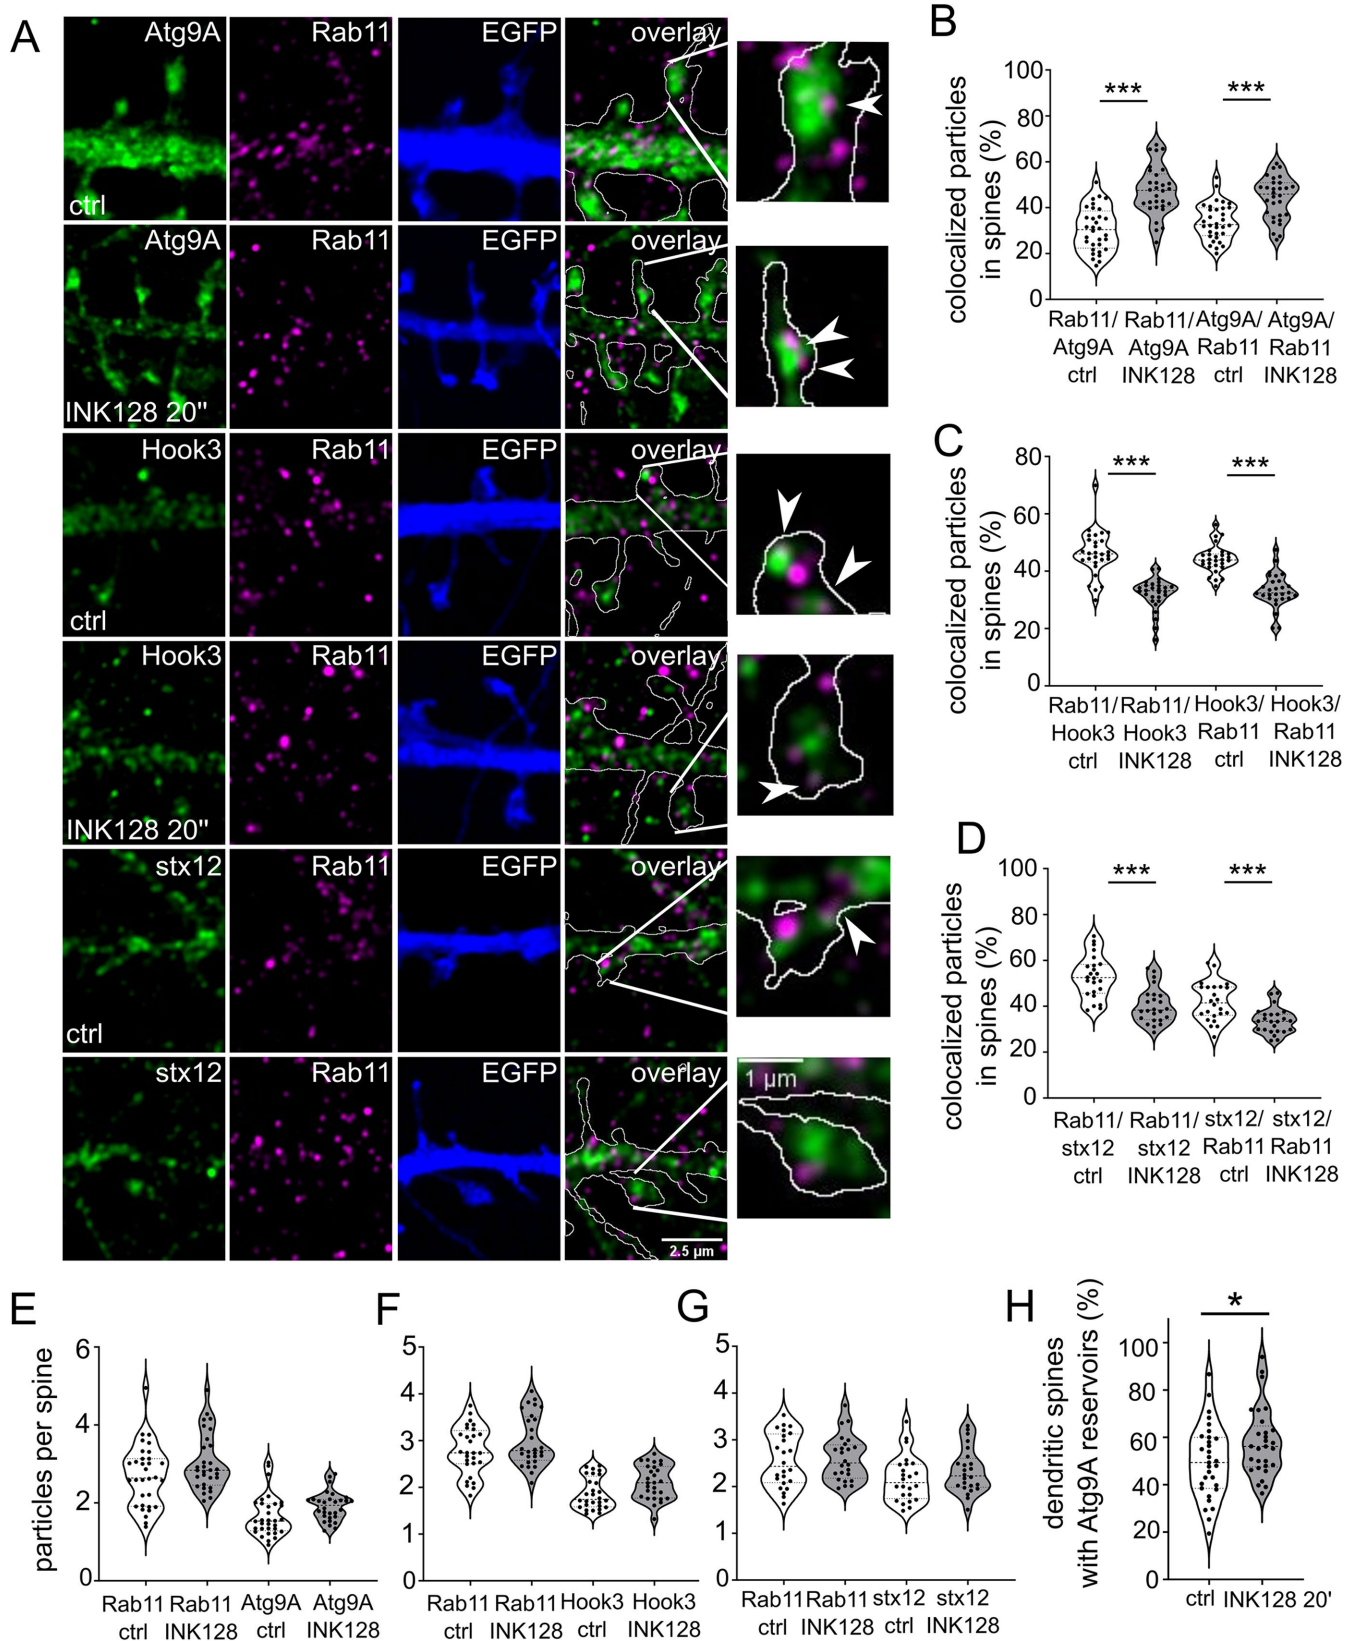 A
Atg9A
Rab11
EGFP
overlay
ctrl
Atg9A
Rab11
EGFP
overlay
INK128 20"
Hook3
Rab11
EGFP
overlay
ctrl
Hook3
Rab11
EGFP
overlay
INK128 20"
stx12
Rab11
EGFP
overlay
ctrl
stx12
Rab11
EGFP
overlay
1 µm
2.5 µm
B
colocalized particles
in spines (%)
100
80
60
40
20
0
***
***
Rab11/ Rab11/ Atg9A/ Atg9A/
Atg9A Atg9A Rab11 Rab11
ctrl INK128 ctrl INK128
C
colocalized particles
in spines (%)
80
60
40
20
0
***
***
Rab11/ Rab11/ Hook3/ Hook3/
Hook3 Hook3 Rab11 Rab11
ctrl INK128 ctrl INK128
D
colocalized particles
in spines (%)
100
80
60
40
20
0
***
***
Rab11/ Rab11/ stx12/ stx12/
stx12 stx12 Rab11 Rab11
ctrl INK128 ctrl INK128
E
particles per spine
6
4
2
0
Rab11 Rab11 Atg9A Atg9A
ctrl INK128 ctrl INK128
F
5
4
3
2
1
0
Rab11 Rab11 Hook3 Hook3
ctrl INK128 ctrl INK128
G
5
4
3
2
1
0
Rab11 Rab11 stx12 stx12
ctrl INK128 ctrl INK128
H
dendritic spines
with Atg9A reservoirs (%)
100
80
60
40
20
0
*
ctrl INK128 20'